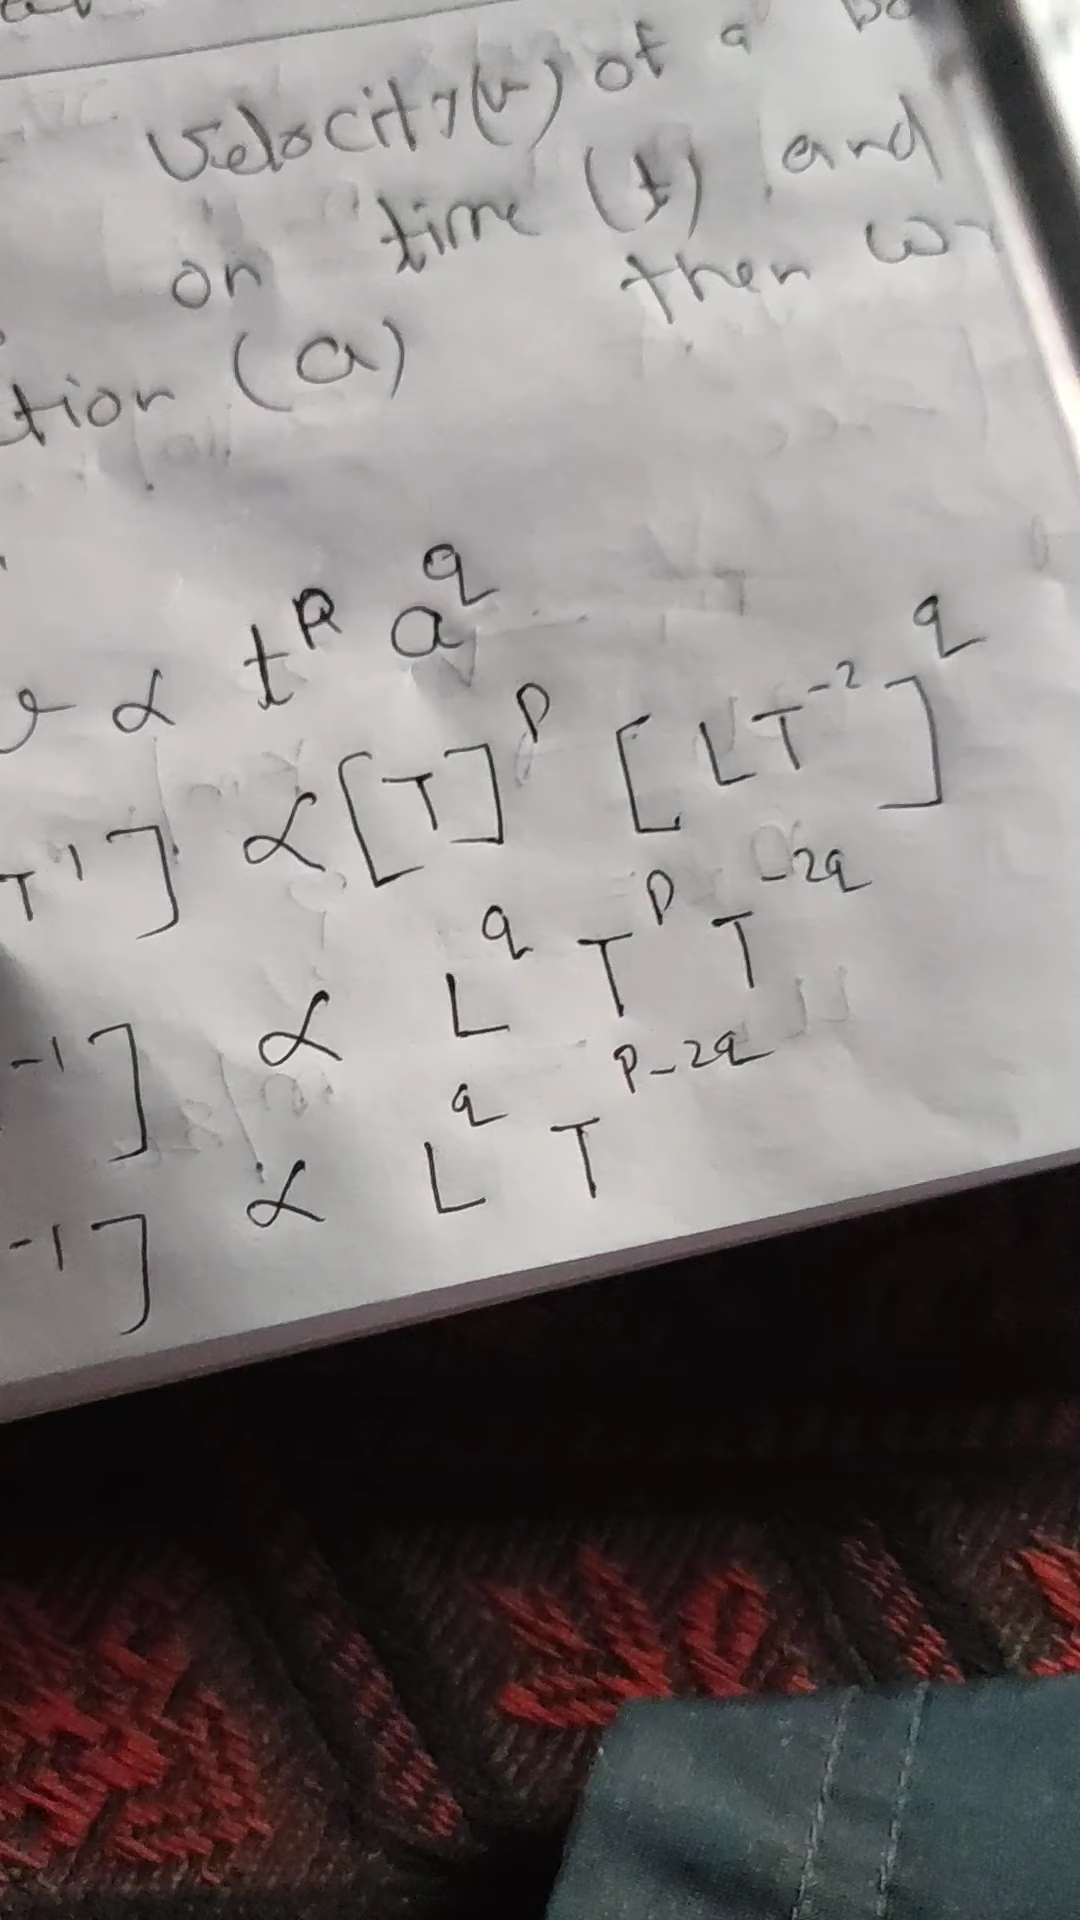 Velocity(v) of a
on time (t) and
tion (a) then
v ∝ t^P a^q
T^-1] ∝ [T]^P [LT^-2]^q
-1] ∝ L^q T^P T^-2q
-1] ∝ L^q T^P-2q